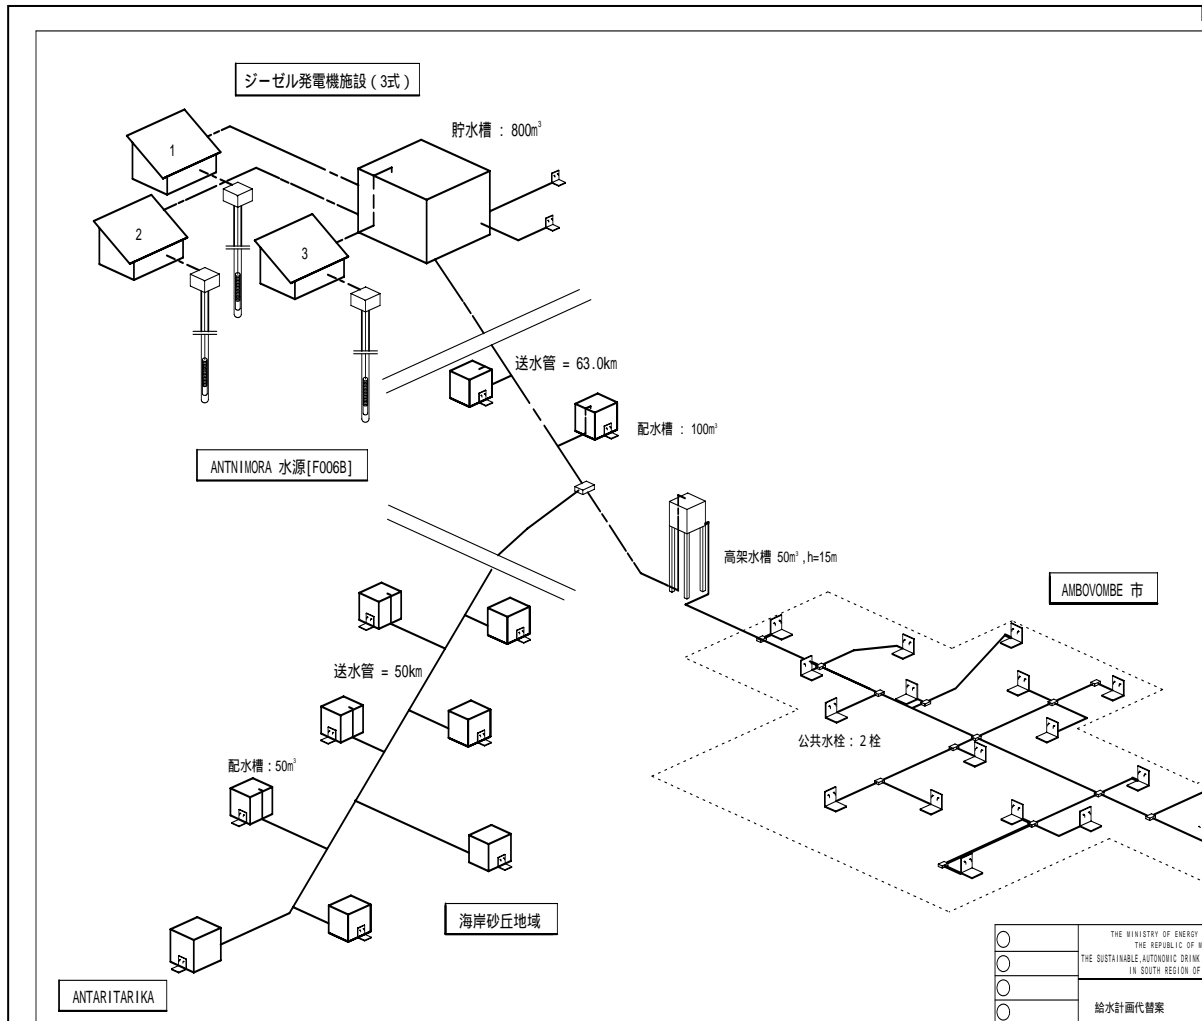 ジーゼル発電機施設(3式)
貯水槽 : 800m³
1
2
3
送水管 = 63.0km
配水槽 : 100m³
ANTNIMORA 水源[F006B]
高架水槽 50m³,h=15m
AMBOVOMBE 市
送水管 = 50km
公共水栓 : 2栓
配水槽 : 50m³
海岸砂丘地域
ANTARITARIKA
THE MINISTRY OF ENERGY
THE REPUBLIC OF M
THE SUSTAINABLE,AUTONOMIC DRINK
IN SOUTH REGION OF
給水計画代替案